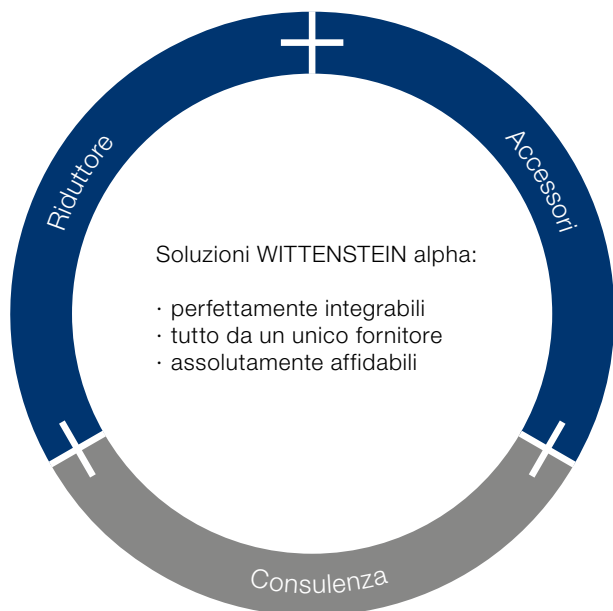 Riduttore
Accessori
Soluzioni WITTENSTEIN alpha:
· perfettamente integrabili
· tutto da un unico fornitore
· assolutamente affidabili
Consulenza